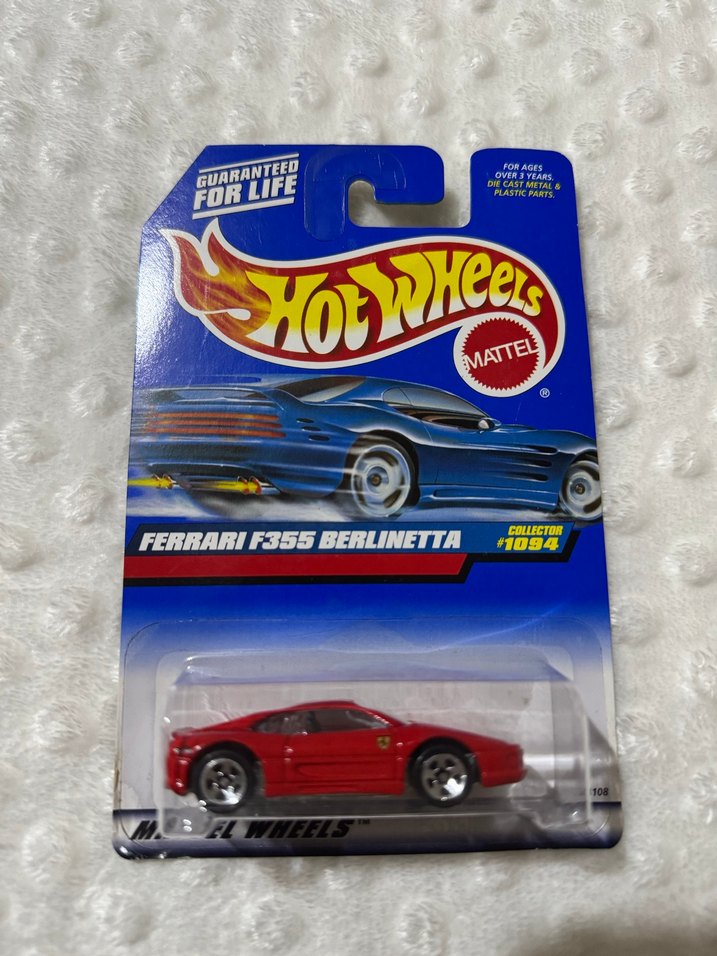 GUARANTEED
FOR LIFE
FOR AGES
OVER 3 YEARS.
DIE CAST METAL &
PLASTIC PARTS.
HOT WHEELS
MATTEL
®
FERRARI F355 BERLINETTA
COLLECTOR
#1094
WHEELS™